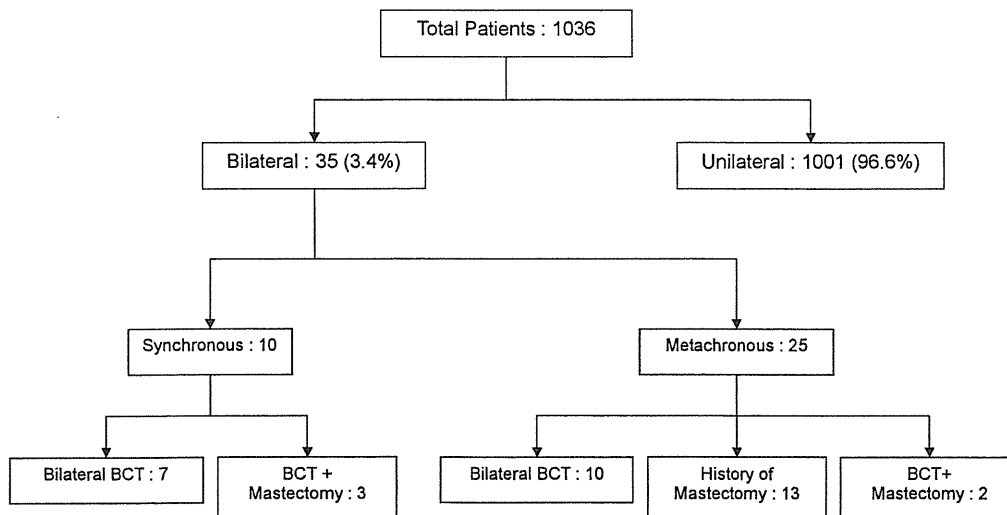 Total Patients : 1036
Bilateral : 35 (3.4%)
Unilateral : 1001 (96.6%)
Synchronous : 10
Metachronous : 25
Bilateral BCT : 7
BCT +
Mastectomy : 3
Bilateral BCT : 10
History of
Mastectomy : 13
BCT+
Mastectomy : 2